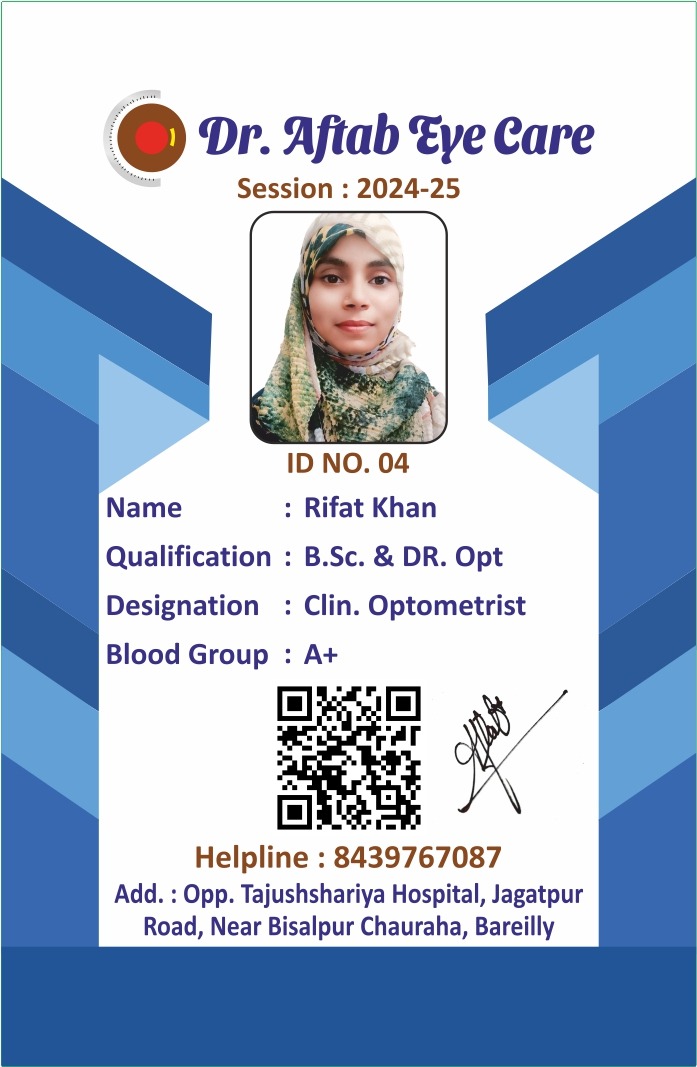 Dr. Aftab Eye Care
Session : 2024-25
ID NO. 04
Name : Rifat Khan
Qualification : B.Sc. & DR. Opt
Designation : Clin. Optometrist
Blood Group : A+
Helpline : 8439767087
Add. : Opp. Tajushshariya Hospital, Jagatpur
Road, Near Bisalpur Chauraha, Bareilly